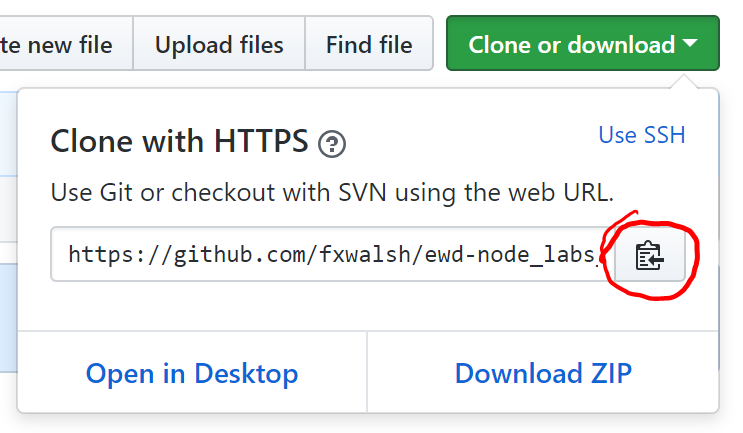 te new file
Upload files
Find file
Clone or download
Clone with HTTPS ?
Use SSH
Use Git or checkout with SVN using the web URL.
https://github.com/fxwalsh/ewd-node_labs_
Open in Desktop
Download ZIP